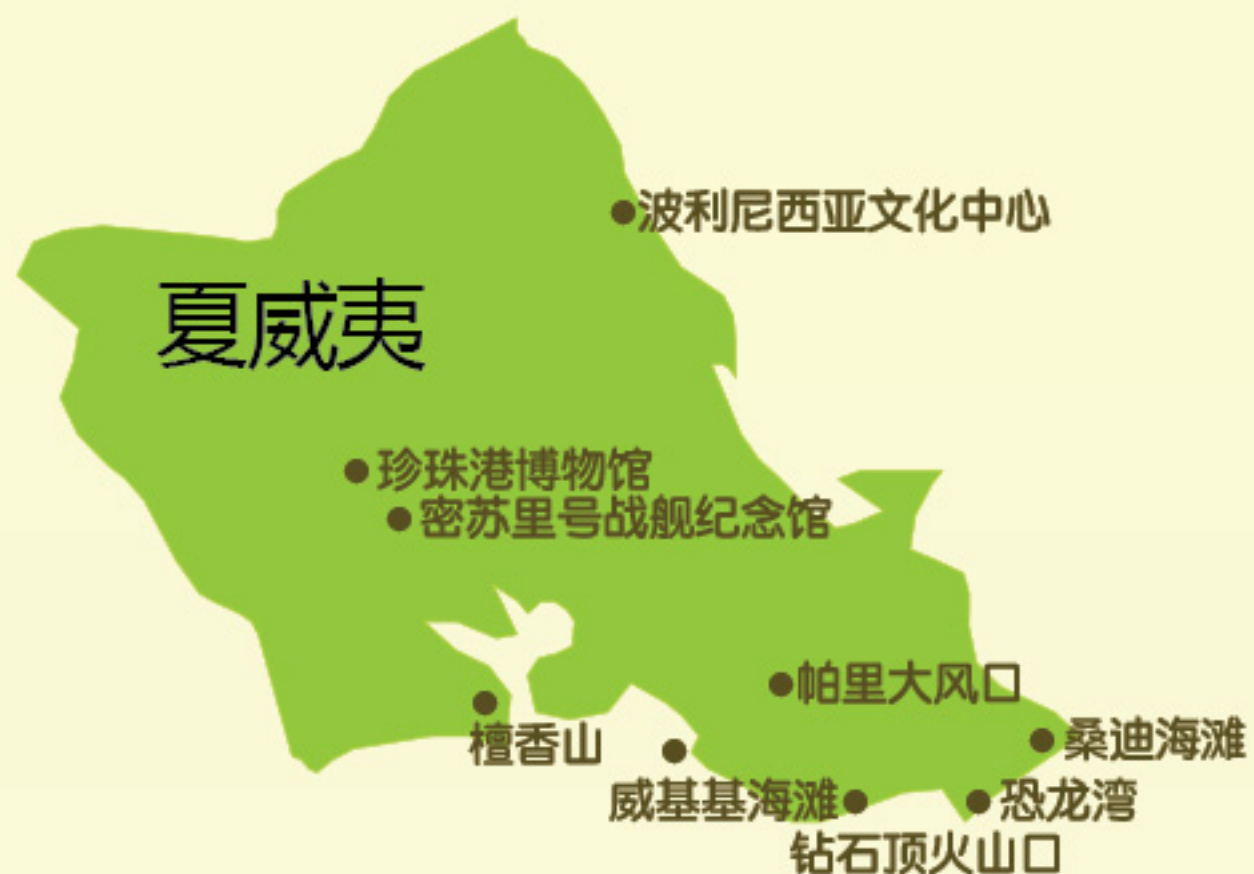 波利尼西亚文化中心
夏威夷
珍珠港博物馆
密苏里号战舰纪念馆
帕里大风口
檀香山
桑迪海滩
威基基海滩
恐龙湾
钻石顶火山口